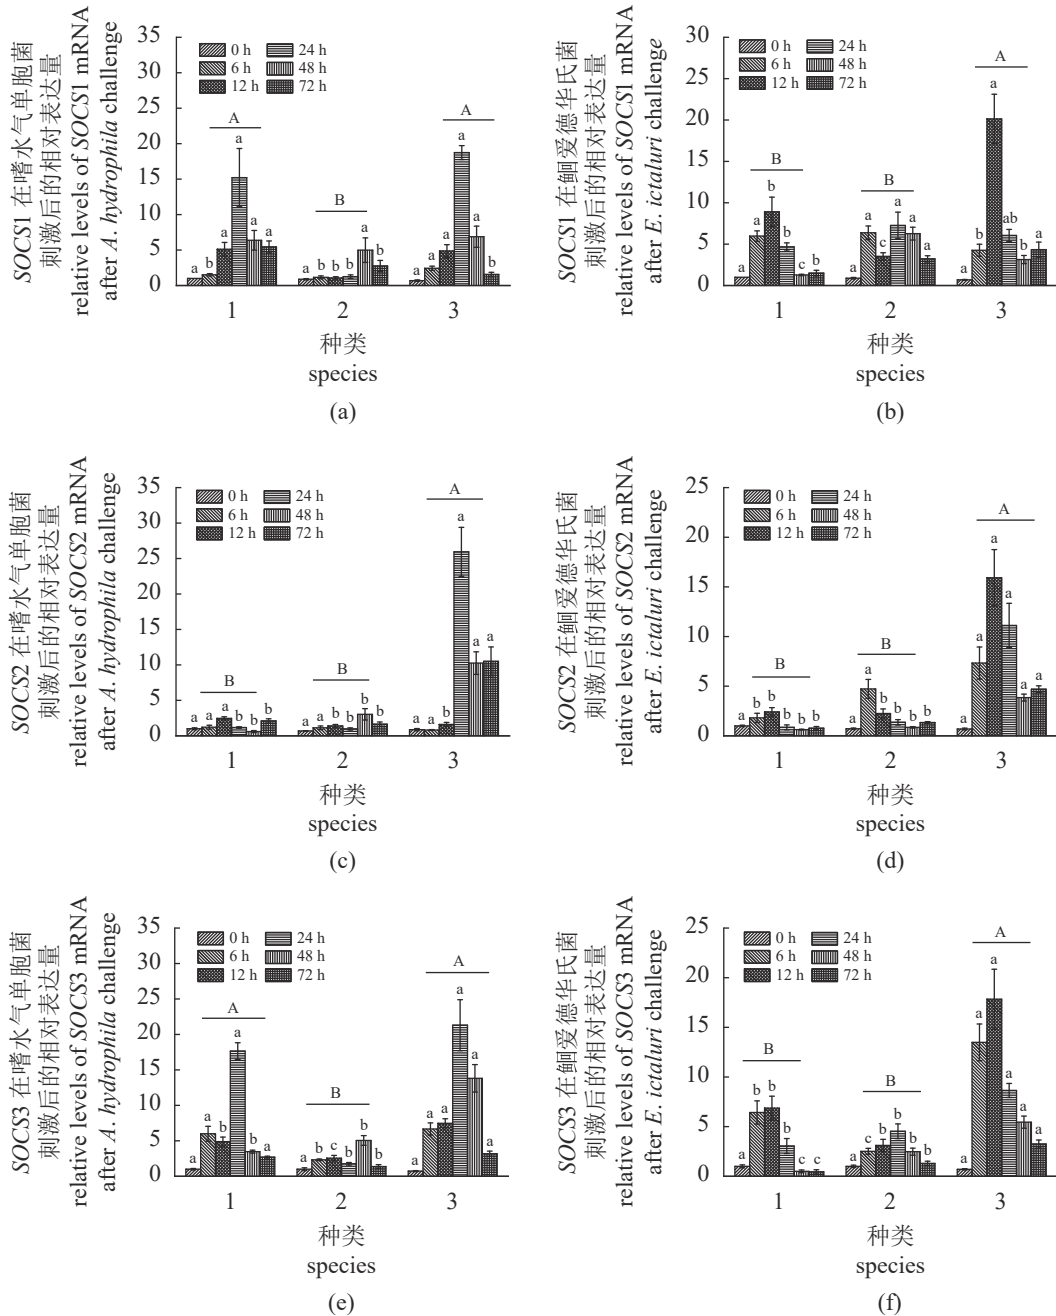 SOCS1 在嗜水气单胞菌
刺激后的相对表达量
relative levels of SOCS1 mRNA
after A. hydrophila challenge
35
30
25
20
15
10
5
0
0 h 24 h
6 h 48 h
12 h 72 h
A B A
a b a a a a
a b b b a b
a a a a a b
1 2 3
种类
species
(a)
SOCS1 在鮰爱德华氏菌
刺激后的相对表达量
relative levels of SOCS1 mRNA
after E. ictaluri challenge
30
25
20
15
10
5
0
0 h 24 h
6 h 48 h
12 h 72 h
B B A
a a b b c b
a a c a a a
a b a ab b a
1 2 3
种类
species
(b)
SOCS2 在嗜水气单胞菌
刺激后的相对表达量
relative levels of SOCS2 mRNA
after A. hydrophila challenge
35
30
25
20
15
10
5
0
0 h 24 h
6 h 48 h
12 h 72 h
B B A
a a a b b b
a a b b b b
a a b a a a
1 2 3
种类
species
(c)
SOCS2 在鮰爱德华氏菌
刺激后的相对表达量
relative levels of SOCS2 mRNA
after E. ictaluri challenge
25
20
15
10
5
0
0 h 24 h
6 h 48 h
12 h 72 h
B B A
a b b b b b
a a b b b b
a a a a a a
1 2 3
种类
species
(d)
SOCS3 在嗜水气单胞菌
刺激后的相对表达量
relative levels of SOCS3 mRNA
after A. hydrophila challenge
35
30
25
20
15
10
5
0
0 h 24 h
6 h 48 h
12 h 72 h
A B A
a a b a b a
a b c b b b
a a a a a a
1 2 3
种类
species
(e)
SOCS3 在鮰爱德华氏菌
刺激后的相对表达量
relative levels of SOCS3 mRNA
after E. ictaluri challenge
25
20
15
10
5
0
0 h 24 h
6 h 48 h
12 h 72 h
B B A
a b b b c c
a c b b b b
a a a a a a
1 2 3
种类
species
(f)